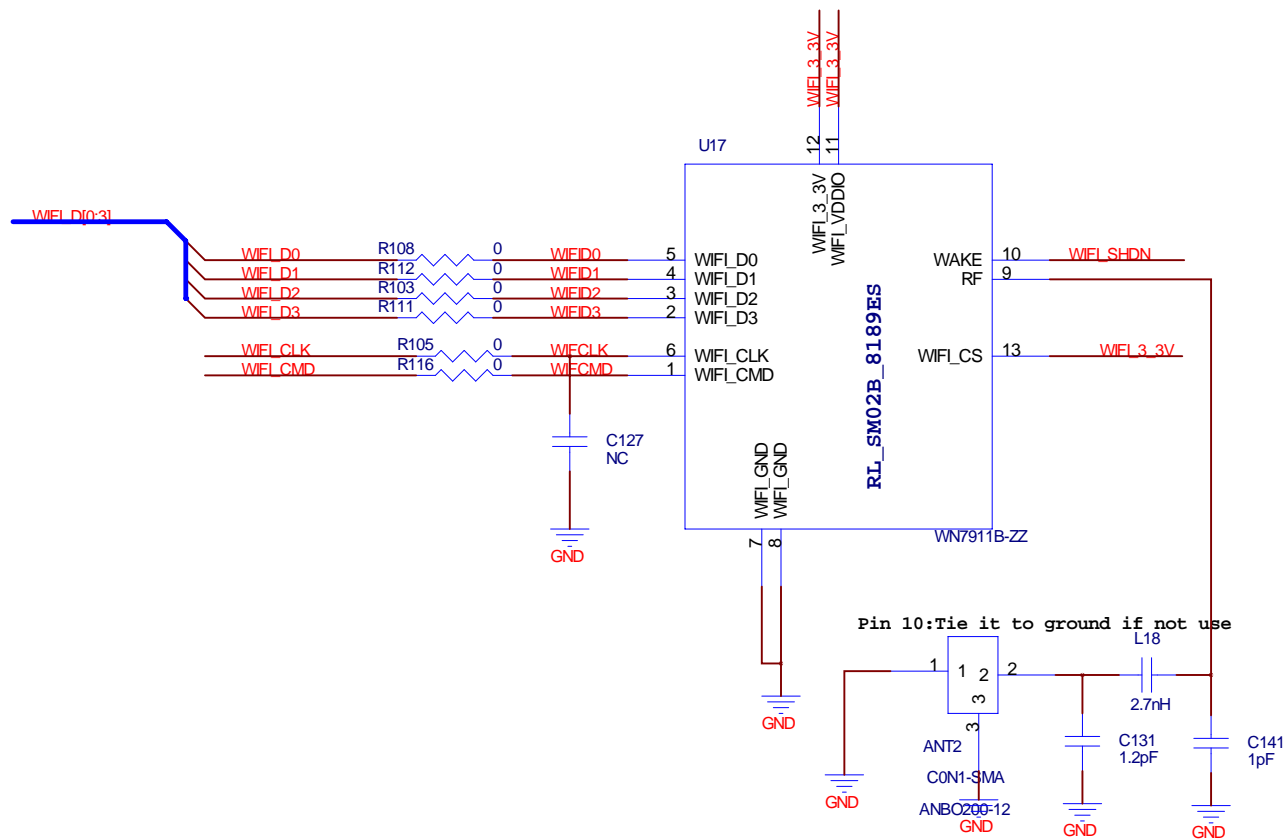 WIFI_3_3V
WIFI_3_3V
12
11
U17
WIFI_3_3V
WIFI_VDDIO
WIFI_D[0:3]
WIFI_D0 R108 0 WIFID0 5 WIFI_D0
WIFI_D1 R112 0 WIFID1 4 WIFI_D1
WIFI_D2 R103 0 WIFID2 3 WIFI_D2
WIFI_D3 R111 0 WIFID3 2 WIFI_D3
WIFI_CLK R105 0 WIFCLK 6 WIFI_CLK
WIFI_CMD R116 0 WIFCMD 1 WIFI_CMD
WAKE 10 WIFI_SHDN
RF 9
WIFI_CS 13 WIFI_3_3V
RL_SM02B_8189ES
C127
NC
GND
WIFI_GND
WIFI_GND
7
8
GND
WN7911B-ZZ
Pin 10:Tie it to ground if not use
L18
2.7nH
1 1 2 2
3
3
ANT2
C0N1-SMA
ANBO200-12
GND
GND
C131
1.2pF
GND
C141
1pF
GND